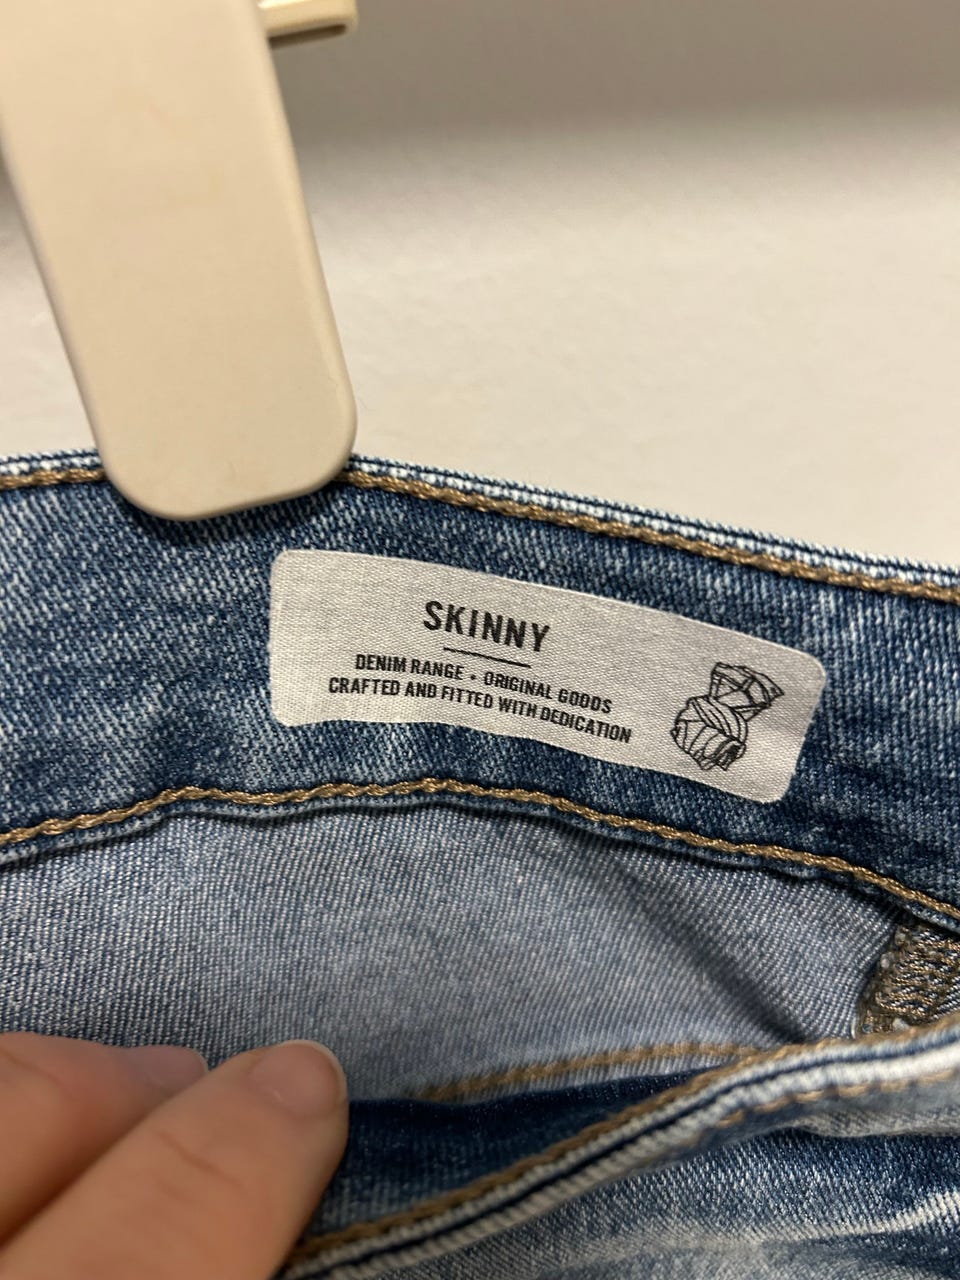 SKINNY
DENIM RANGE • ORIGINAL GOODS
CRAFTED AND FITTED WITH DEDICATION